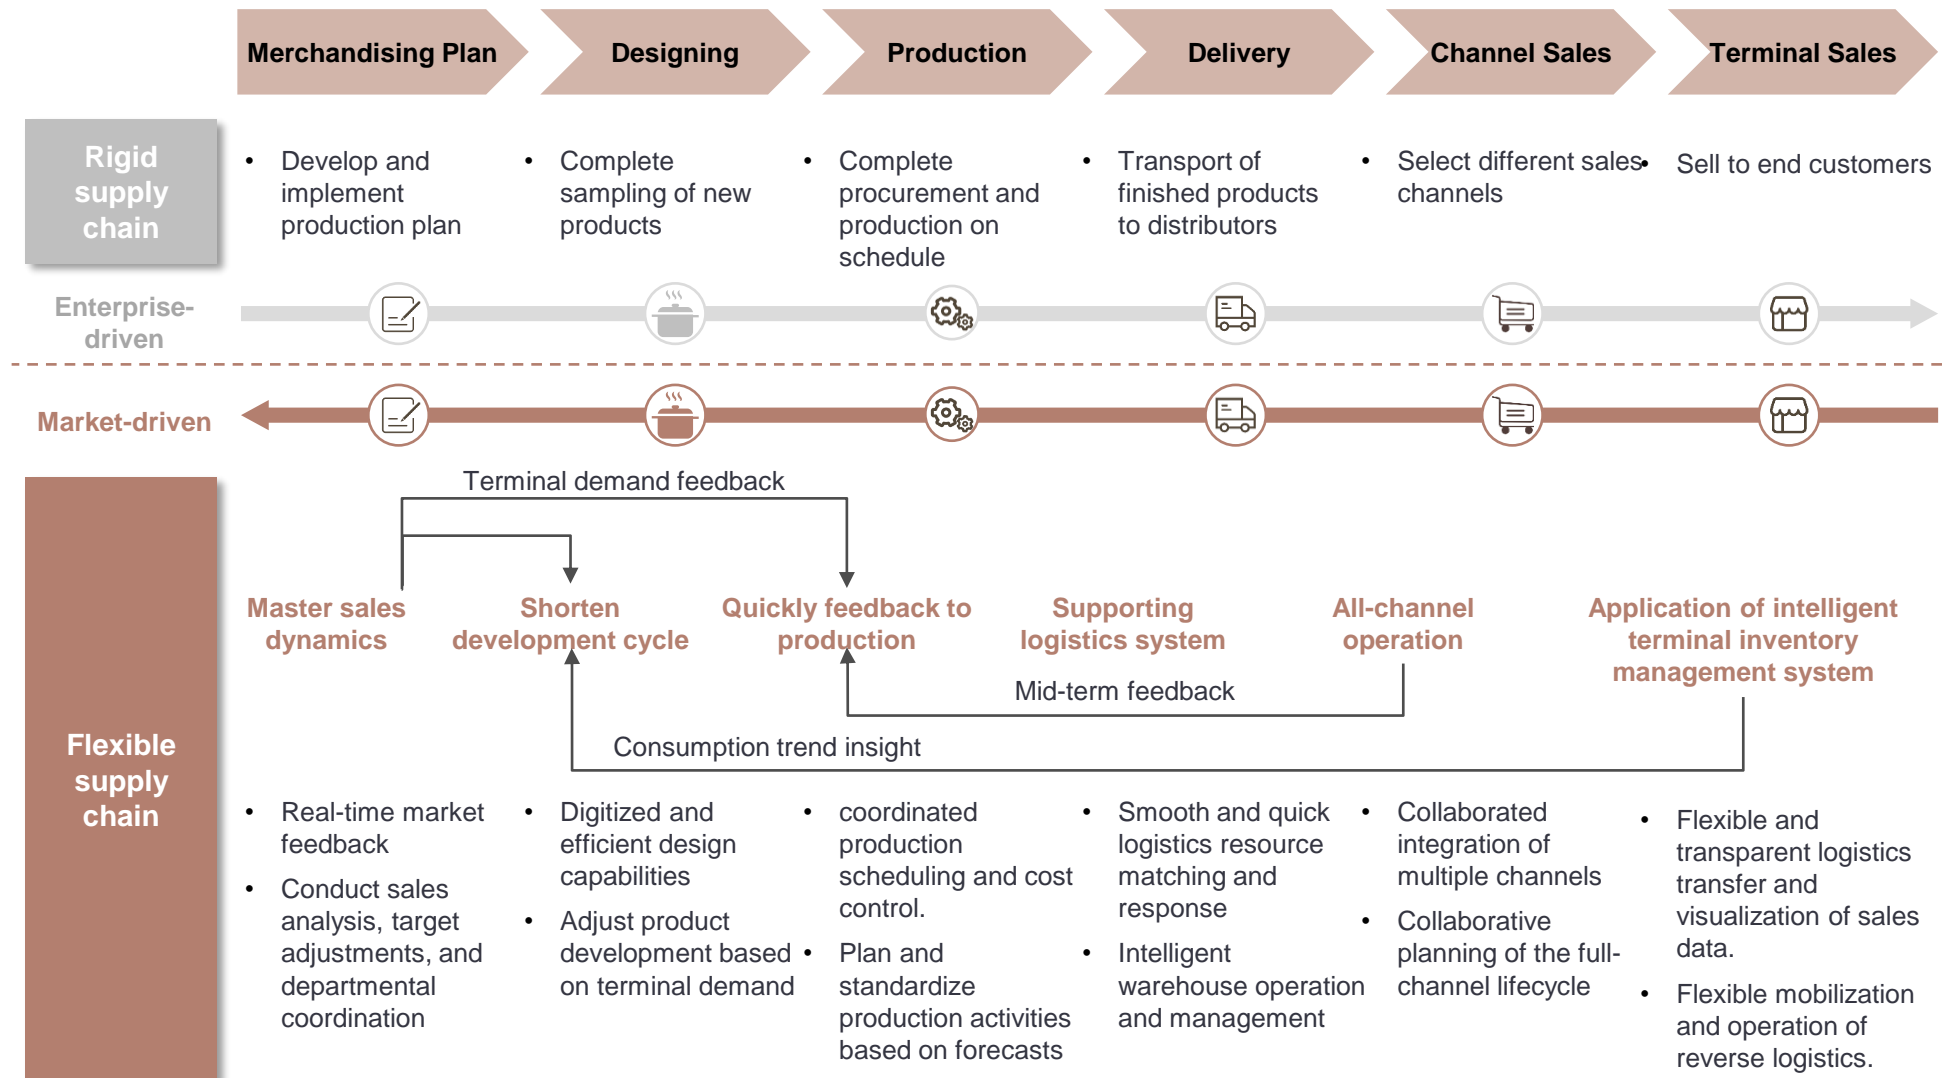 Merchandising Plan
Designing
Production
Delivery
Channel Sales
Terminal Sales
Rigid
supply
chain
• Develop and
implement
production plan
• Complete
sampling of new
products
• Complete
procurement and
production on
schedule
• Transport of
finished products
to distributors
• Select different sales
channels
• Sell to end customers
Enterprise-
driven
Market-driven
Flexible
supply
chain
Terminal demand feedback
Master sales
dynamics
Shorten
development cycle
Quickly feedback to
production
Supporting
logistics system
All-channel
operation
Application of intelligent
terminal inventory
management system
Mid-term feedback
Consumption trend insight
• Real-time market
feedback
• Conduct sales
analysis, target
adjustments, and
departmental
coordination
• Digitized and
efficient design
capabilities
• Adjust product
development based
on terminal demand
• coordinated
production
scheduling and cost
control.
• Plan and
standardize
production activities
based on forecasts
• Smooth and quick
logistics resource
matching and
response
• Intelligent
warehouse operation
and management
• Collaborated
integration of
multiple channels
• Collaborative
planning of the full-
channel lifecycle
• Flexible and
transparent logistics
transfer and
visualization of sales
data.
• Flexible mobilization
and operation of
reverse logistics.